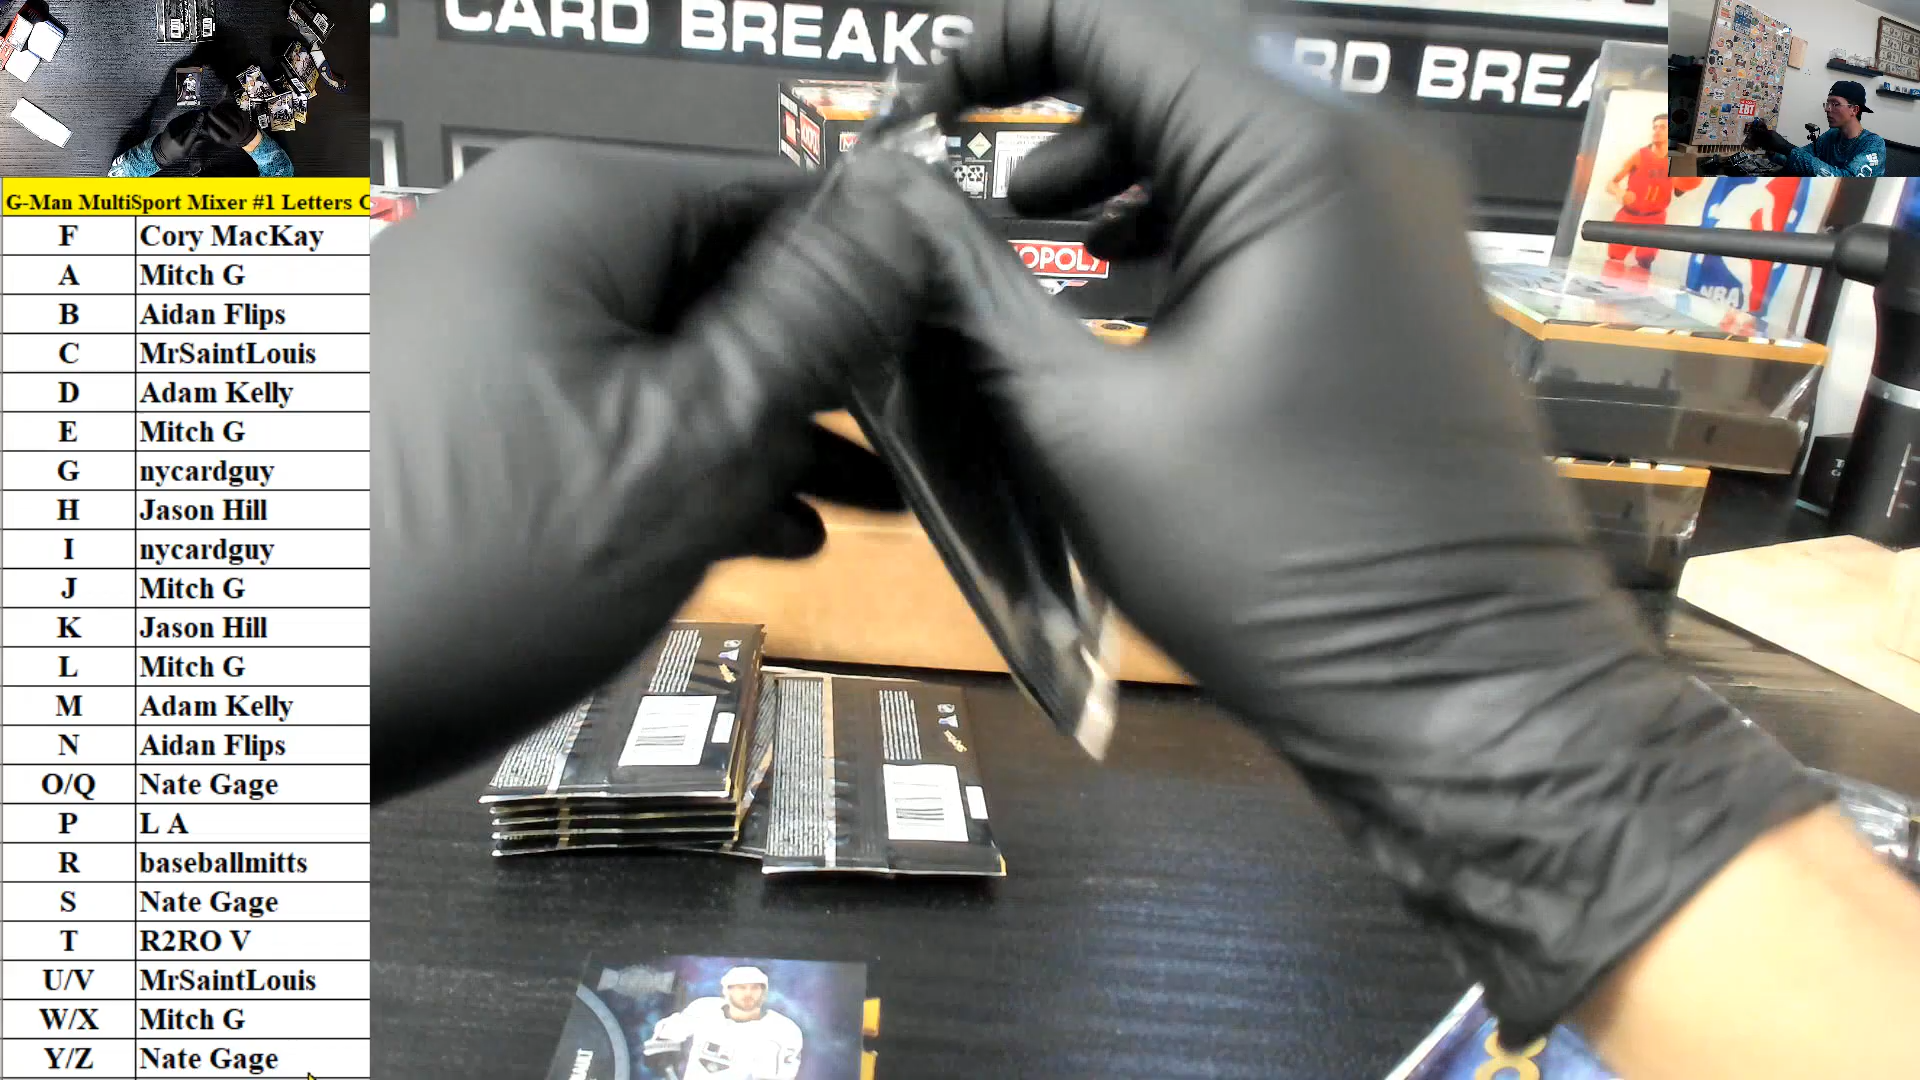 CARD BREAKS
RD BREA
OPOLY
NBA
G-Man MultiSport Mixer #1 Letters
F Cory MacKay
A Mitch G
B Aidan Flips
C MrSaintLouis
D Adam Kelly
E Mitch G
G nycardguy
H Jason Hill
I nycardguy
J Mitch G
K Jason Hill
L Mitch G
M Adam Kelly
N Aidan Flips
O/Q Nate Gage
P L A
R baseballmitts
S Nate Gage
T R2RO V
U/V MrSaintLouis
W/X Mitch G
Y/Z Nate Gage